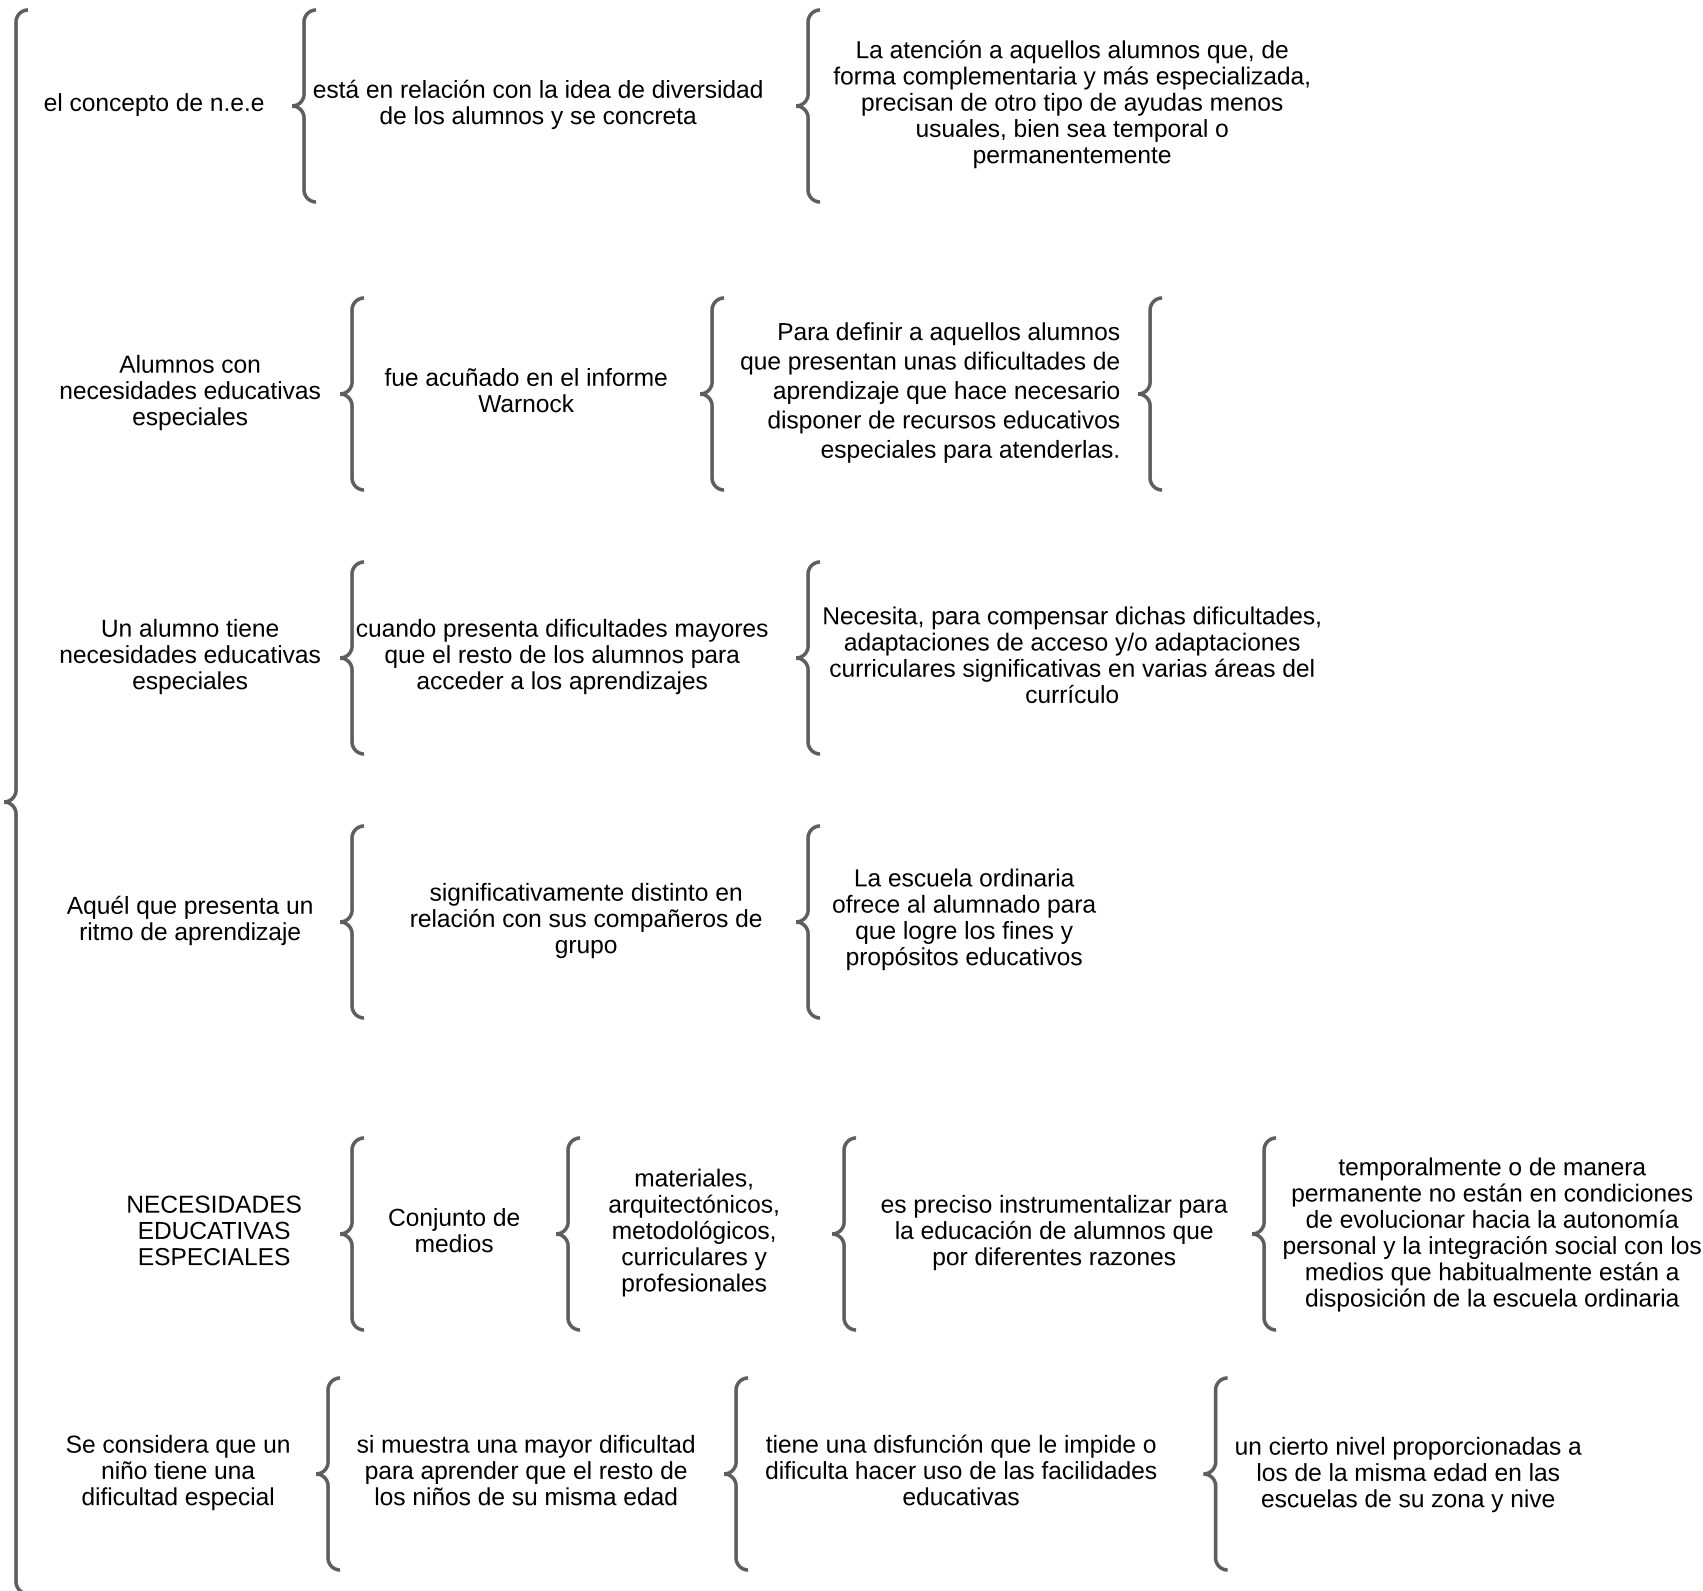 el concepto de n.e.e
está en relación con la idea de diversidad
de los alumnos y se concreta
La atención a aquellos alumnos que, de
forma complementaria y más especializada,
precisan de otro tipo de ayudas menos
usuales, bien sea temporal o
permanentemente
Alumnos con
necesidades educativas
especiales
fue acuñado en el informe
Warnock
Para definir a aquellos alumnos
que presentan unas dificultades de
aprendizaje que hace necesario
disponer de recursos educativos
especiales para atenderlas.
Un alumno tiene
necesidades educativas
especiales
cuando presenta dificultades mayores
que el resto de los alumnos para
acceder a los aprendizajes
Necesita, para compensar dichas dificultades,
adaptaciones de acceso y/o adaptaciones
curriculares significativas en varias áreas del
currículo
Aquél que presenta un
ritmo de aprendizaje
significativamente distinto en
relación con sus compañeros de
grupo
La escuela ordinaria
ofrece al alumnado para
que logre los fines y
propósitos educativos
NECESIDADES
EDUCATIVAS
ESPECIALES
Conjunto de
medios
materiales,
arquitectónicos,
metodológicos,
curriculares y
profesionales
es preciso instrumentalizar para
la educación de alumnos que
por diferentes razones
temporalmente o de manera
permanente no están en condiciones
de evolucionar hacia la autonomía
personal y la integración social con los
medios que habitualmente están a
disposición de la escuela ordinaria
Se considera que un
niño tiene una
dificultad especial
si muestra una mayor dificultad
para aprender que el resto de
los niños de su misma edad
tiene una disfunción que le impide o
dificulta hacer uso de las facilidades
educativas
un cierto nivel proporcionadas a
los de la misma edad en las
escuelas de su zona y nive